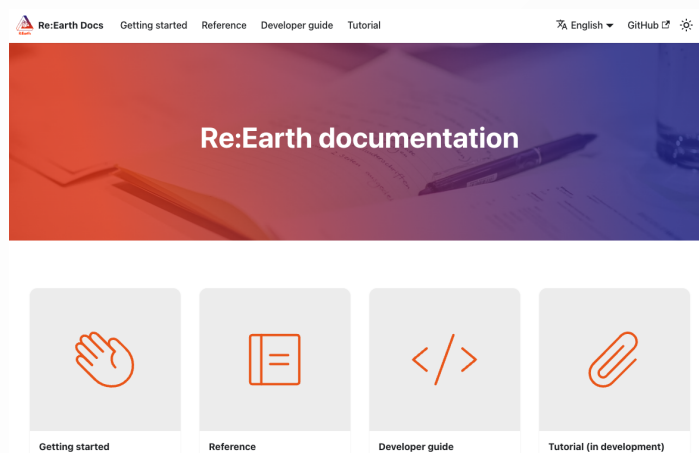 Re:Earth Docs Getting started Reference Developer guide Tutorial English GitHub
Re:Earth documentation
Getting started Reference Developer guide Tutorial (in development)